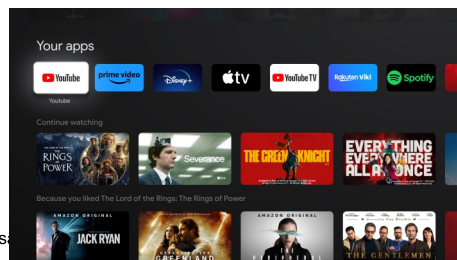 Your apps
YouTube
prime video
Disney+
tv
YouTube TV
Rakuten Viki
Spotify
Youtube
Continue watching
THE RINGS OF POWER
Severance
THE GREEN KNIGHT
EVERYTHING EVERYWHERE ALL AT ONCE
Because you liked The Lord of the Rings: The Rings of Power
AMAZON ORIGINAL
JACK RYAN
GREENLAND
AMAZON ORIGINAL
PERIPHERAL
THE GENTLEMEN